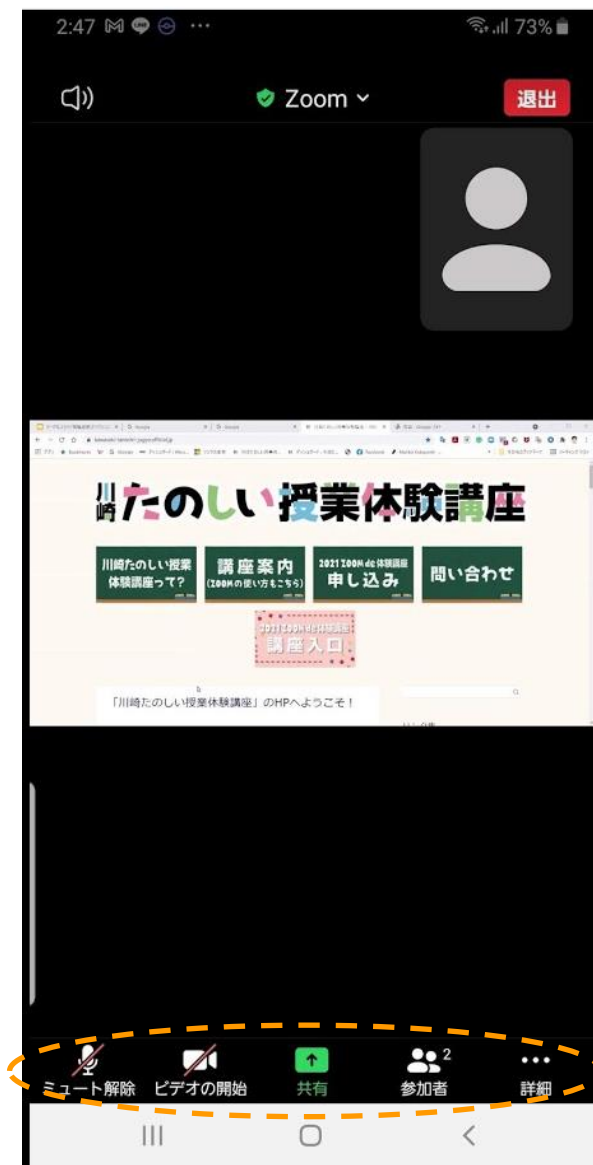 2:47
73%
Zoom
退出
川崎たのしい授業体験講座
川崎たのしい授業
体験講座って?
講座案内
(ZOOMの使い方もこちら)
2021 ZOOM de 体験講座
申し込み
問い合わせ
2021 ZOOM de体験講座
講座入口
「川崎たのしい授業体験講座」のHPへようこそ!
2
ミュート解除
ビデオの開始
共有
参加者
詳細